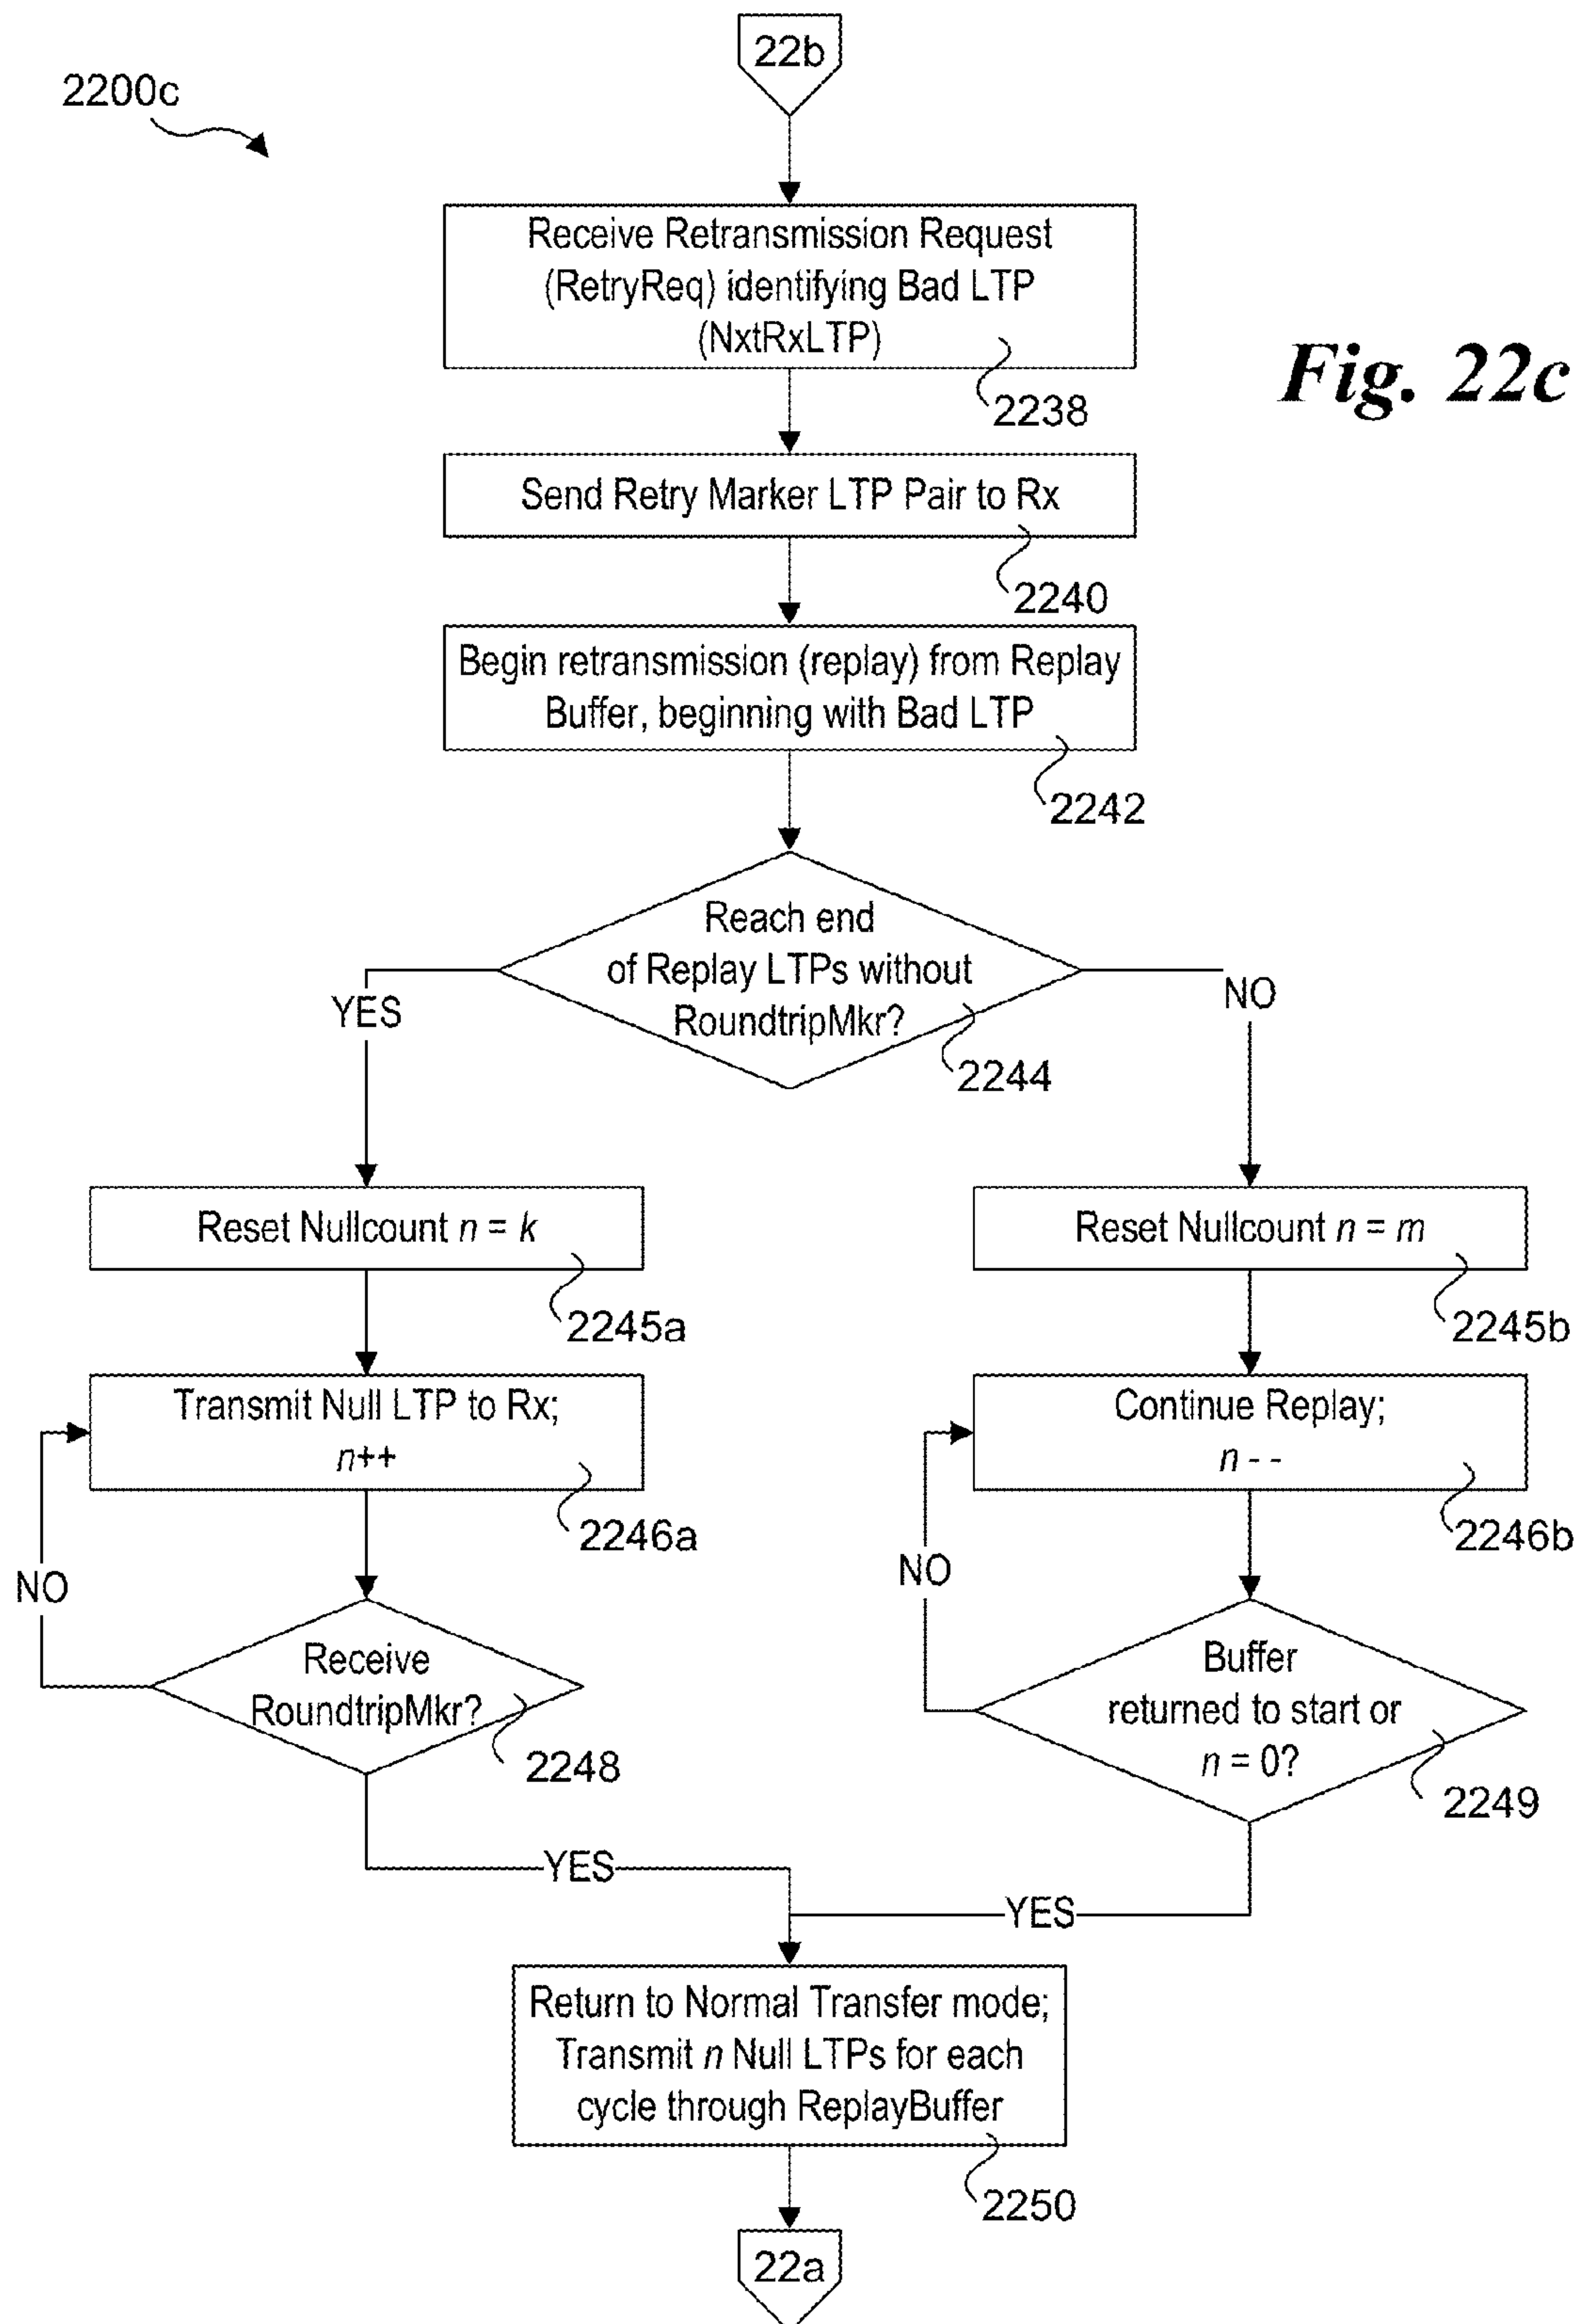 22b
2200c
Receive Retransmission Request
(RetryReq) identifying Bad LTP
(NxtRxLTP)
2238
Fig. 22c
Send Retry Marker LTP Pair to Rx
2240
Begin retransmission (replay) from Replay
Buffer, beginning with Bad LTP
2242
Reach end
of Replay LTPs without
RoundtripMkr?
2244
YES
NO
Reset Nullcount n = k
2245a
Reset Nullcount n = m
2245b
Transmit Null LTP to Rx;
n++
2246a
Continue Replay;
n - -
2246b
NO
NO
Receive
RoundtripMkr?
2248
Buffer
returned to start or
n = 0?
2249
YES
YES
Return to Normal Transfer mode;
Transmit n Null LTPs for each
cycle through ReplayBuffer
2250
22a